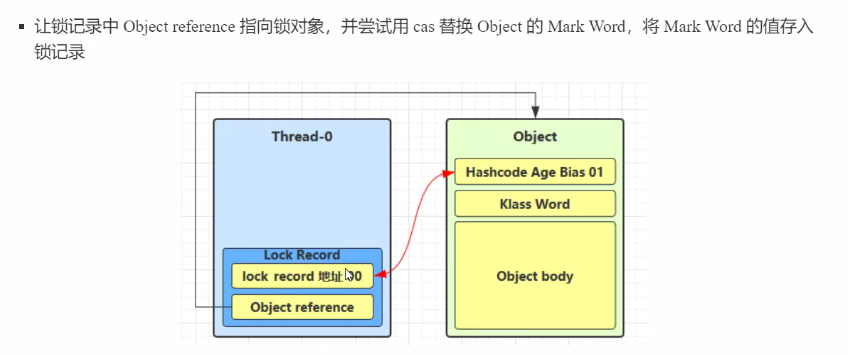 ▪ 让锁记录中 Object reference 指向锁对象，并尝试用 cas 替换 Object 的 Mark Word，将 Mark Word 的值存入
锁记录
Thread-0
Object
Hashcode Age Bias 01
Klass Word
Lock Record
lock record 地址 00
Object reference
Object body